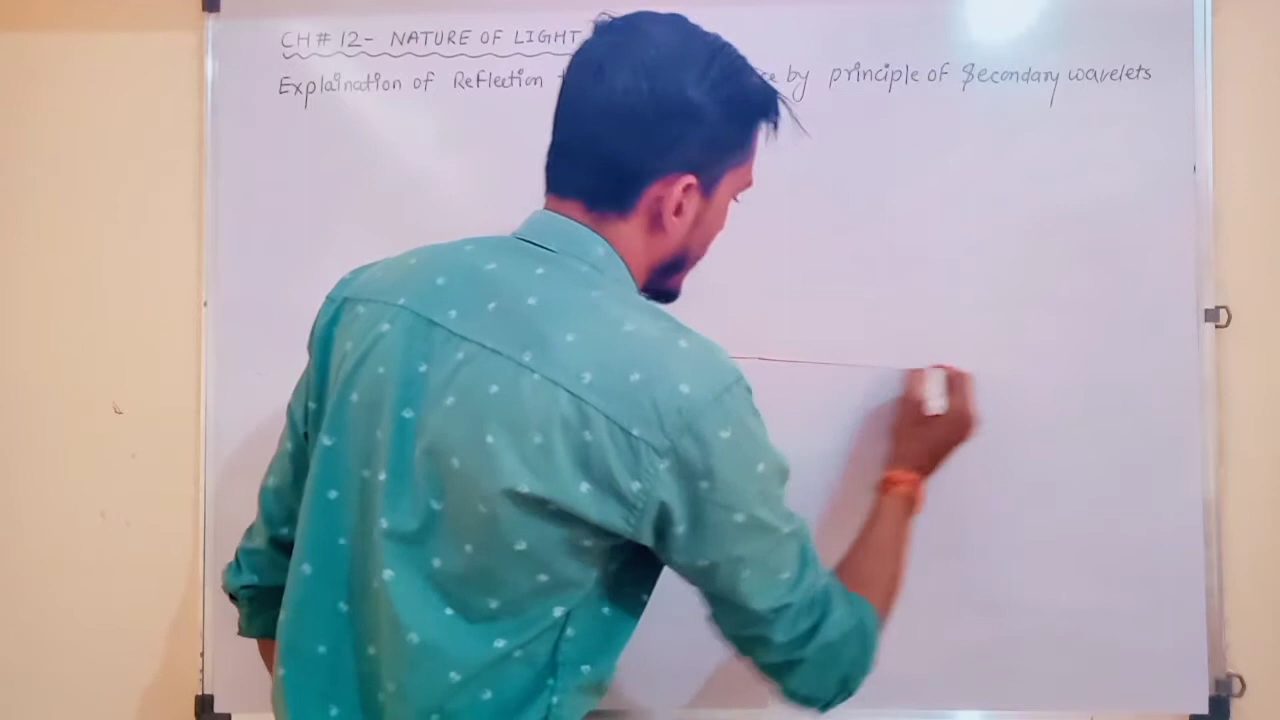 CH # 12- NATURE OF LIGHT
Explaination of Reflection by principle of Secondary wavelets